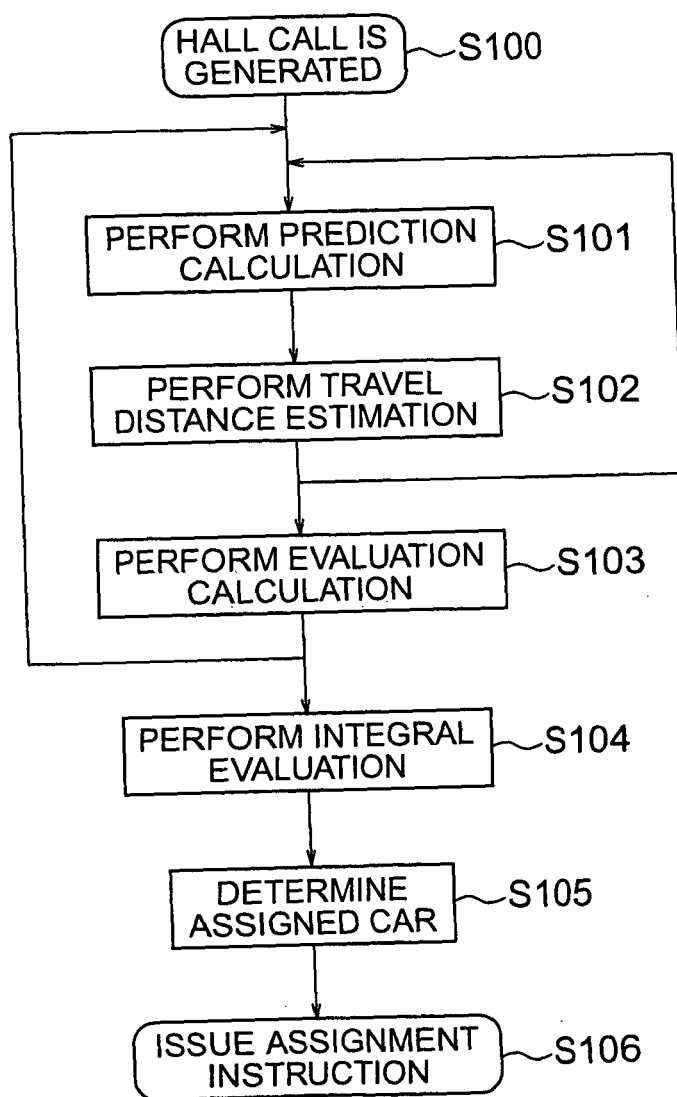 HALL CALL IS
GENERATED
S100
PERFORM PREDICTION
CALCULATION
S101
PERFORM TRAVEL
DISTANCE ESTIMATION
S102
PERFORM EVALUATION
CALCULATION
S103
PERFORM INTEGRAL
EVALUATION
S104
DETERMINE
ASSIGNED CAR
S105
ISSUE ASSIGNMENT
INSTRUCTION
S106